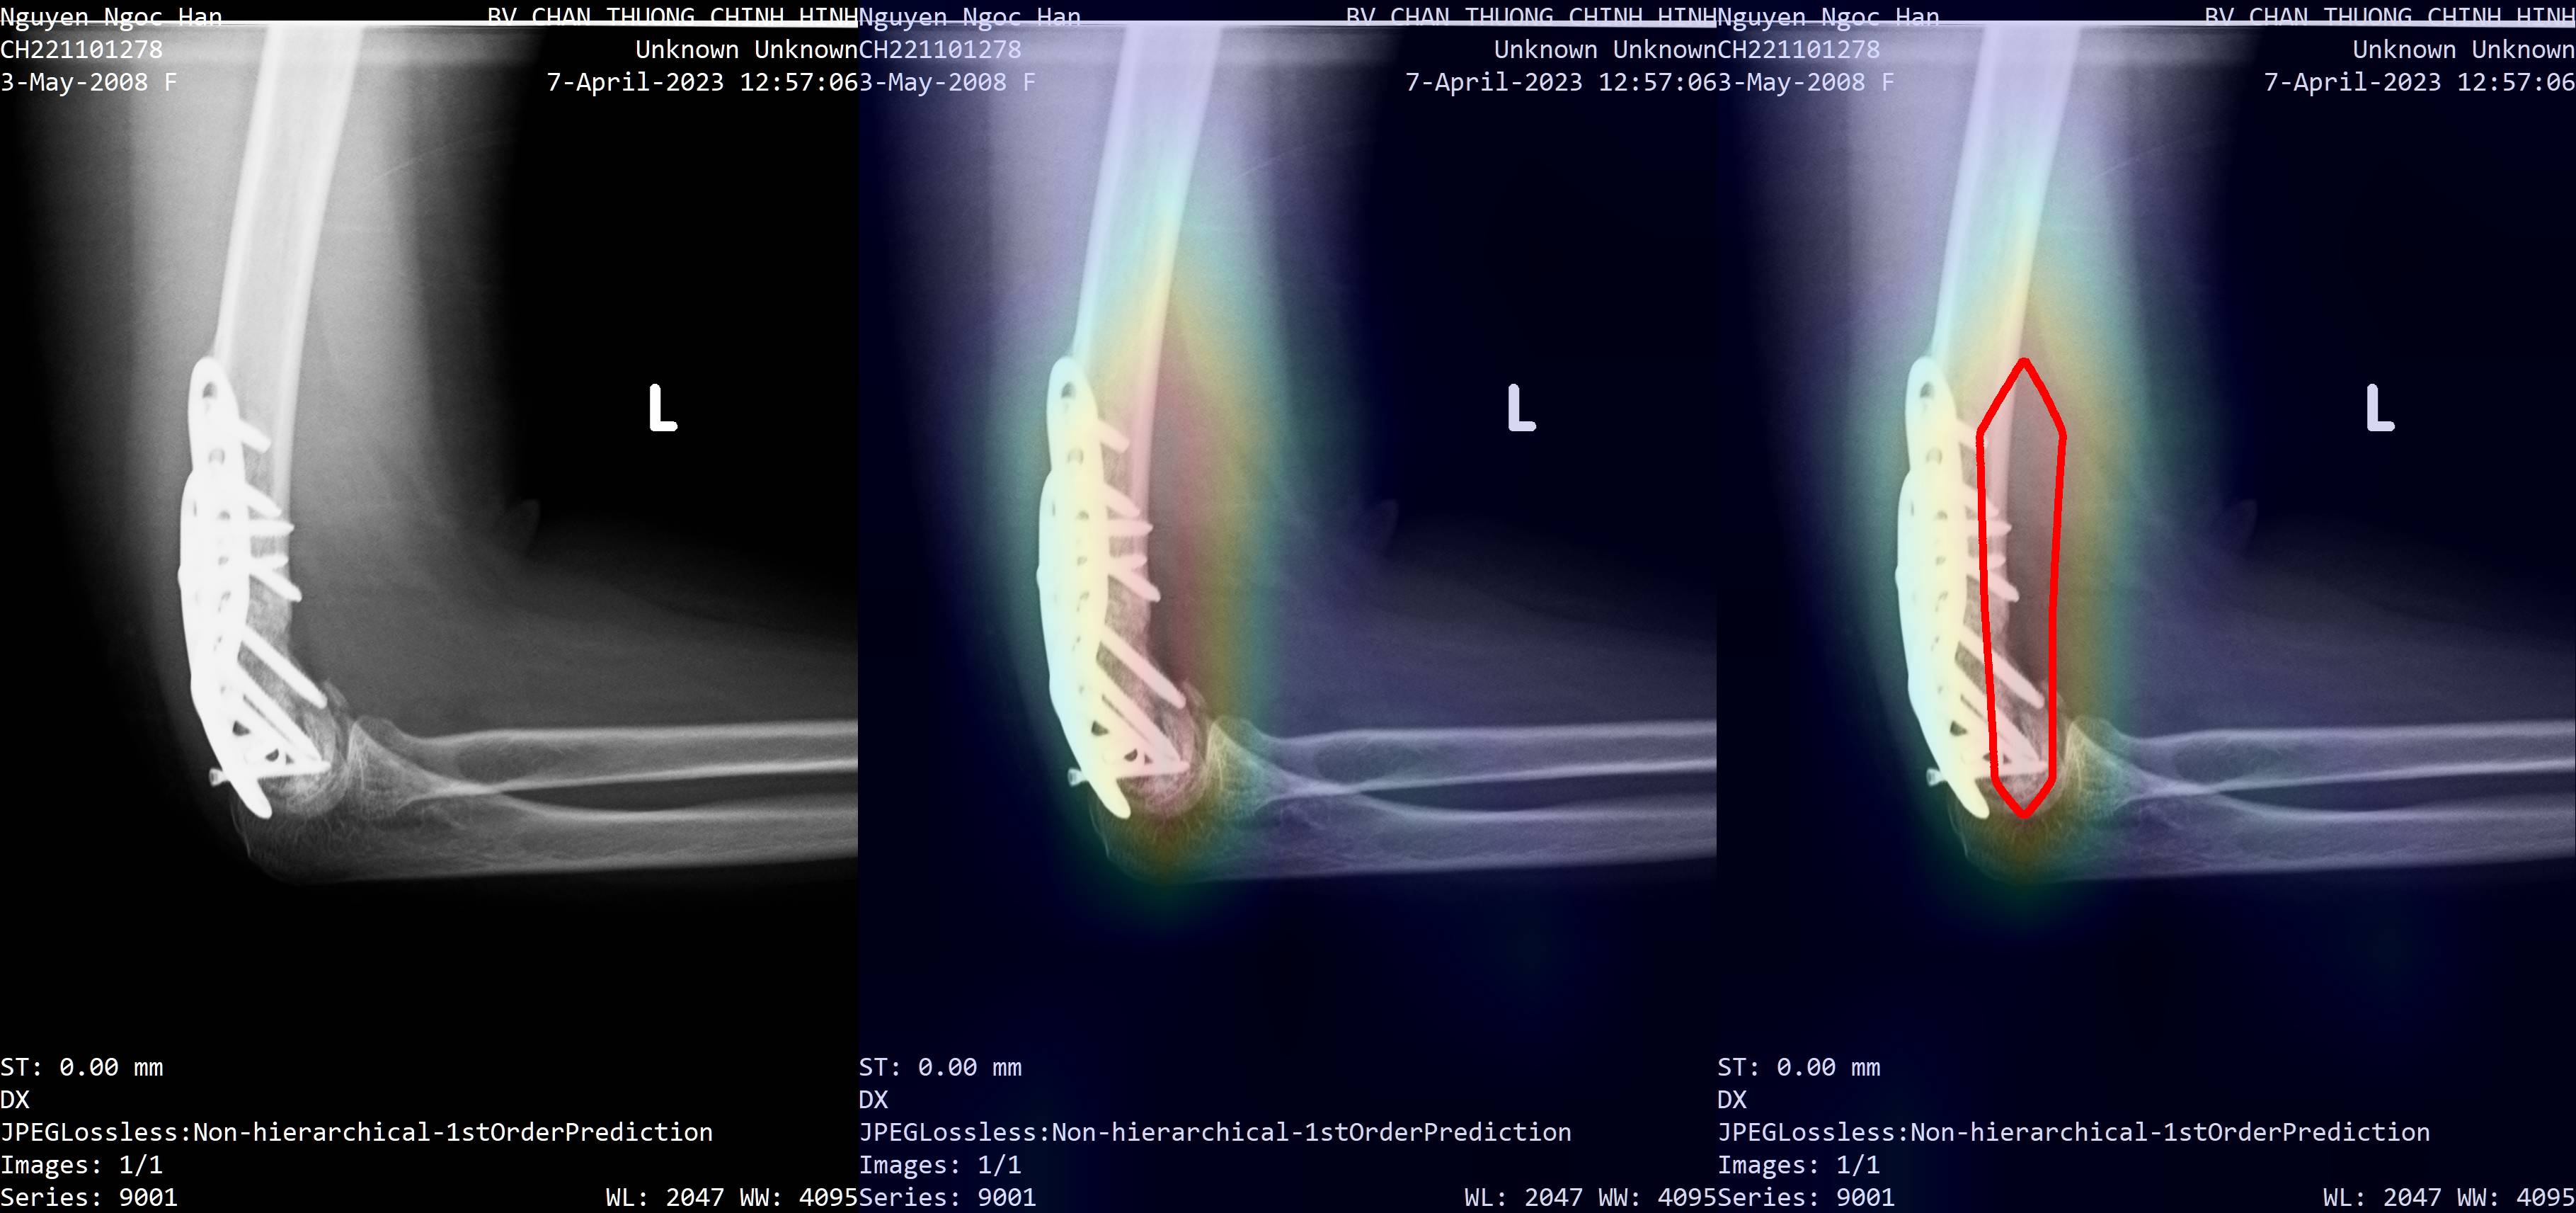 Nguyen Ngoc Han
BV CHAN THUONG CHINH HINH
CH221101278
Unknown Unknown
3-May-2008 F
7-April-2023 12:57:06
L
ST: 0.00 mm
DX
JPEGLossless:Non-hierarchical-1stOrderPrediction
Images: 1/1
Series: 9001
WL: 2047 WW: 4095
Nguyen Ngoc Han
BV CHAN THUONG CHINH HINH
CH221101278
Unknown Unknown
3-May-2008 F
7-April-2023 12:57:06
L
ST: 0.00 mm
DX
JPEGLossless:Non-hierarchical-1stOrderPrediction
Images: 1/1
Series: 9001
WL: 2047 WW: 4095
Nguyen Ngoc Han
BV CHAN THUONG CHINH HINH
CH221101278
Unknown Unknown
3-May-2008 F
7-April-2023 12:57:06
L
ST: 0.00 mm
DX
JPEGLossless:Non-hierarchical-1stOrderPrediction
Images: 1/1
Series: 9001
WL: 2047 WW: 4095